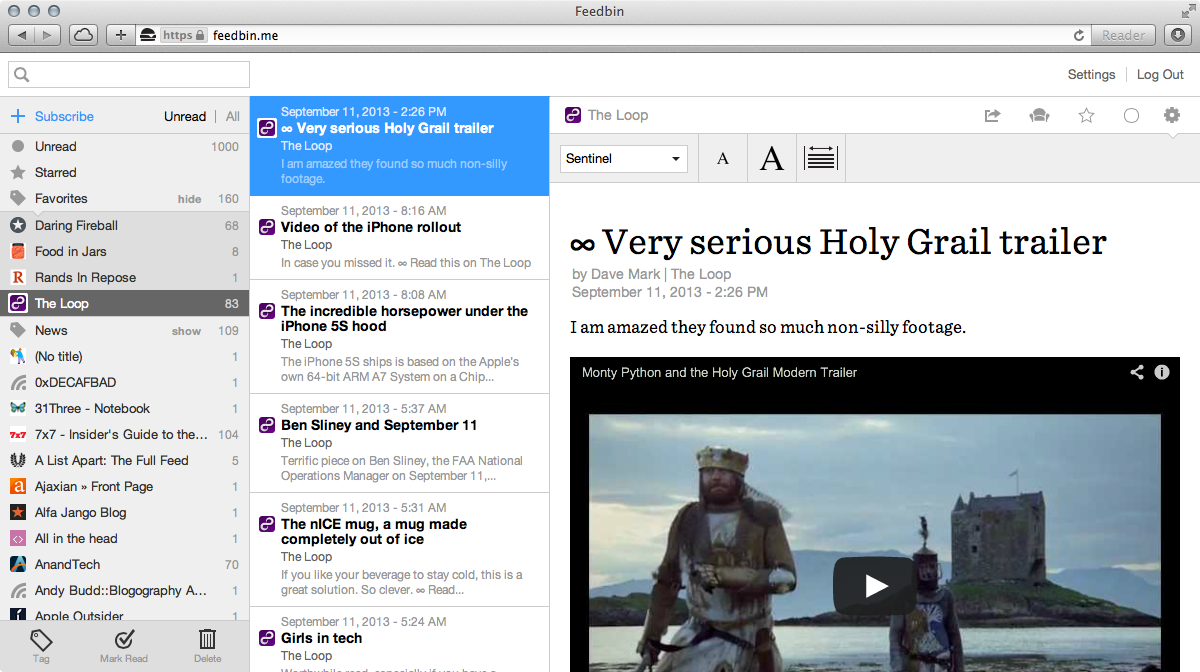 Feedbin
https feedbin.me
Reader
Settings
Log Out
Subscribe
Unread
All
Unread 1000
Starred
Favorites hide 160
Daring Fireball 68
Food in Jars 8
R Rands In Repose 1
The Loop 83
News show 109
(No title) 1
0xDECAFBAD 1
31Three - Notebook 1
7x7 7x7 - Insider's Guide to the... 104
A List Apart: The Full Feed 5
a Ajaxian » Front Page 1
Alfa Jango Blog 1
All in the head 1
AnandTech 70
Andy Budd::Blogography A... 1
Apple Outsider
Tag
Mark Read
Delete
September 11, 2013 - 2:26 PM
∞ Very serious Holy Grail trailer
The Loop
I am amazed they found so much non-silly
footage.
September 11, 2013 - 8:16 AM
Video of the iPhone rollout
The Loop
In case you missed it. ∞ Read this on The Loop
September 11, 2013 - 8:08 AM
The incredible horsepower under the
iPhone 5S hood
The Loop
The iPhone 5S ships is based on the Apple's
own 64-bit ARM A7 System on a Chip...
September 11, 2013 - 5:37 AM
Ben Sliney and September 11
The Loop
Terrific piece on Ben Sliney, the FAA National
Operations Manager on September 11,...
September 11, 2013 - 5:31 AM
The nICE mug, a mug made
completely out of ice
The Loop
If you like your beverage to stay cold, this is a
great solution. So clever. ∞ Read...
September 11, 2013 - 5:24 AM
Girls in tech
The Loop
The Loop
Sentinel
A
A
∞ Very serious Holy Grail trailer
by Dave Mark | The Loop
September 11, 2013 - 2:26 PM
I am amazed they found so much non-silly footage.
Monty Python and the Holy Grail Modern Trailer